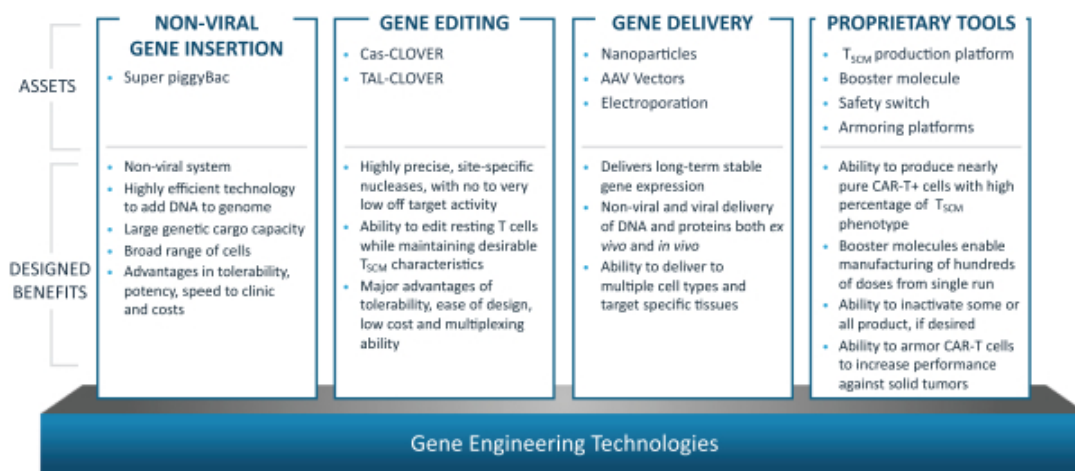 NON-VIRAL
GENE INSERTION
GENE EDITING
GENE DELIVERY
PROPRIETARY TOOLS
ASSETS
• Super piggyBac
• Cas-CLOVER
• TAL-CLOVER
• Nanoparticles
• AAV Vectors
• Electroporation
• TSCM production platform
• Booster molecule
• Safety switch
• Armoring platforms
DESIGNED
BENEFITS
• Non-viral system
• Highly efficient technology
to add DNA to genome
• Large genetic cargo capacity
• Broad range of cells
• Advantages in tolerability,
potency, speed to clinic
and costs
• Highly precise, site-specific
nucleases, with no to very
low off target activity
• Ability to edit resting T cells
while maintaining desirable
TSCM characteristics
• Major advantages of
tolerability, ease of design,
low cost and multiplexing
ability
• Delivers long-term stable
gene expression
• Non-viral and viral delivery
of DNA and proteins both ex
vivo and in vivo
• Ability to deliver to
multiple cell types and
target specific tissues
• Ability to produce nearly
pure CAR-T+ cells with high
percentage of TSCM
phenotype
• Booster molecules enable
manufacturing of hundreds
of doses from single run
• Ability to inactivate some or
all product, if desired
• Ability to armor CAR-T cells
to increase performance
against solid tumors
Gene Engineering Technologies